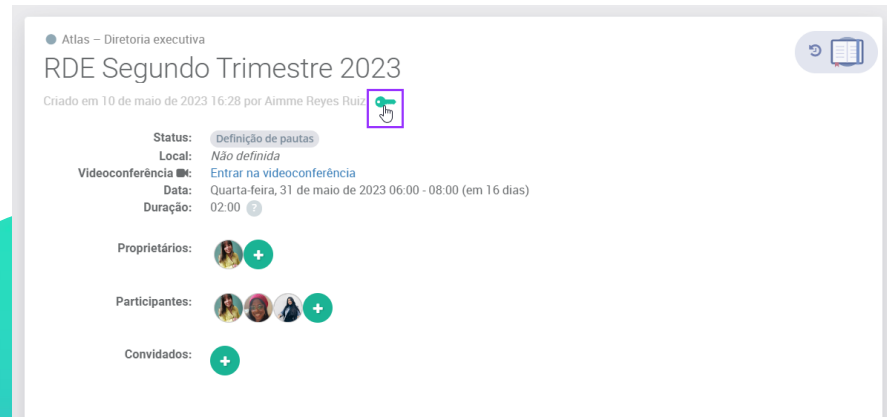 Atlas – Diretoria executiva
RDE Segundo Trimestre 2023
Criado em 10 de maio de 2023 16:28 por Aimme Reyes Ruiz
Status: Definição de pautas
Local: Não definida
Videoconferência : Entrar na videoconferência
Data: Quarta-feira, 31 de maio de 2023 06:00 - 08:00 (em 16 dias)
Duração: 02:00 ?
Proprietários: +
Participantes: +
Convidados: +